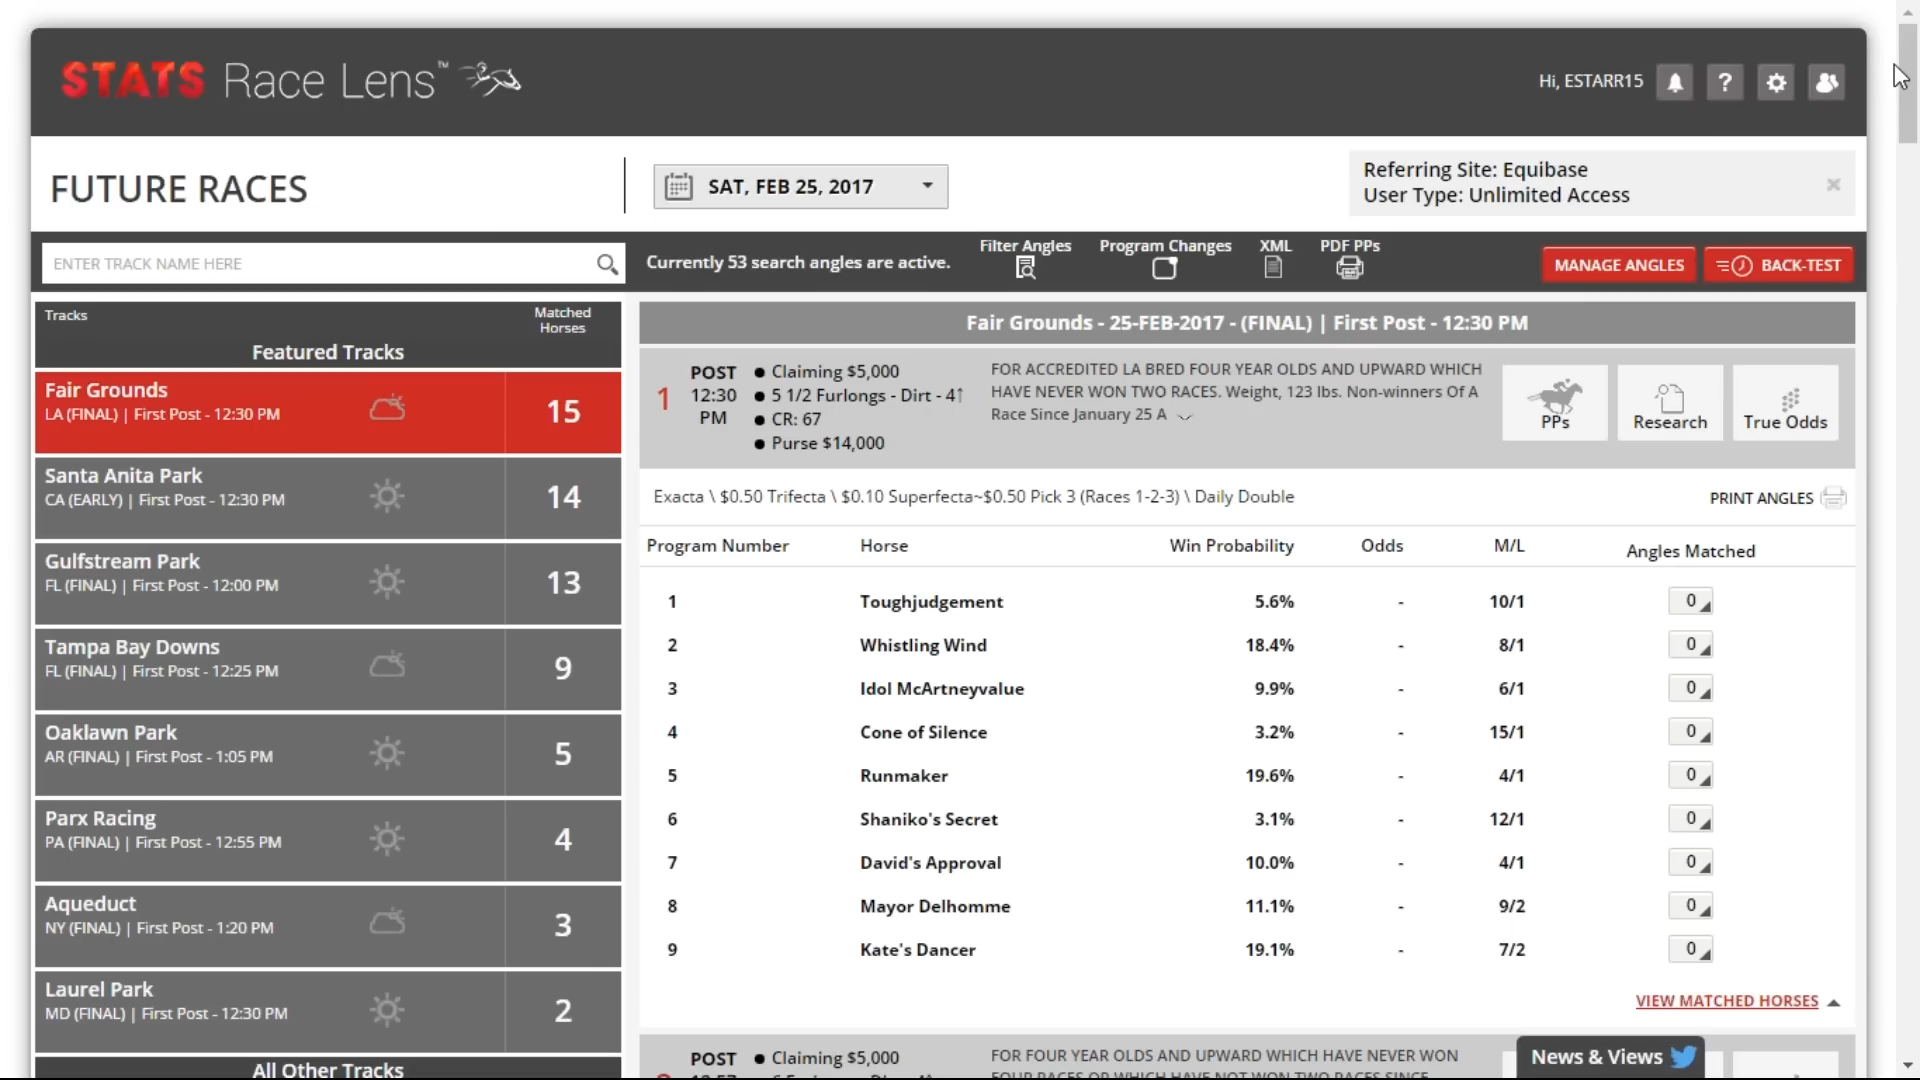 STATS Race Lens™
Hi, ESTARR15
?
FUTURE RACES
SAT, FEB 25, 2017
Referring Site: Equibase
User Type: Unlimited Access
ENTER TRACK NAME HERE
Currently 53 search angles are active.
Filter Angles
Program Changes
XML
PDF PPs
MANAGE ANGLES
BACK-TEST
Tracks
Matched
Horses
Featured Tracks
Fair Grounds
LA (FINAL) | First Post - 12:30 PM
15
Santa Anita Park
CA (EARLY) | First Post - 12:30 PM
14
Gulfstream Park
FL (FINAL) | First Post - 12:00 PM
13
Tampa Bay Downs
FL (FINAL) | First Post - 12:25 PM
9
Oaklawn Park
AR (FINAL) | First Post - 1:05 PM
5
Parx Racing
PA (FINAL) | First Post - 12:55 PM
4
Aqueduct
NY (FINAL) | First Post - 1:20 PM
3
Laurel Park
MD (FINAL) | First Post - 12:30 PM
2
All Other Tracks
Fair Grounds - 25-FEB-2017 - (FINAL) | First Post - 12:30 PM
1
POST
12:30
PM
● Claiming $5,000
● 5 1/2 Furlongs - Dirt - 4↑
● CR: 67
● Purse $14,000
FOR ACCREDITED LA BRED FOUR YEAR OLDS AND UPWARD WHICH
HAVE NEVER WON TWO RACES. Weight, 123 lbs. Non-winners Of A
Race Since January 25 A
PPs
Research
True Odds
Exacta \ $0.50 Trifecta \ $0.10 Superfecta~$0.50 Pick 3 (Races 1-2-3) \ Daily Double
PRINT ANGLES
Program Number Horse Win Probability Odds M/L Angles Matched
1 Toughjudgement 5.6% - 10/1 0
2 Whistling Wind 18.4% - 8/1 0
3 Idol McArtneyvalue 9.9% - 6/1 0
4 Cone of Silence 3.2% - 15/1 0
5 Runmaker 19.6% - 4/1 0
6 Shaniko's Secret 3.1% - 12/1 0
7 David's Approval 10.0% - 4/1 0
8 Mayor Delhomme 11.1% - 9/2 0
9 Kate's Dancer 19.1% - 7/2 0
VIEW MATCHED HORSES
POST
● Claiming $5,000
FOR FOUR YEAR OLDS AND UPWARD WHICH HAVE NEVER WON
FOUR RACES OR WHICH HAVE NOT WON TWO RACES SINCE
News & Views